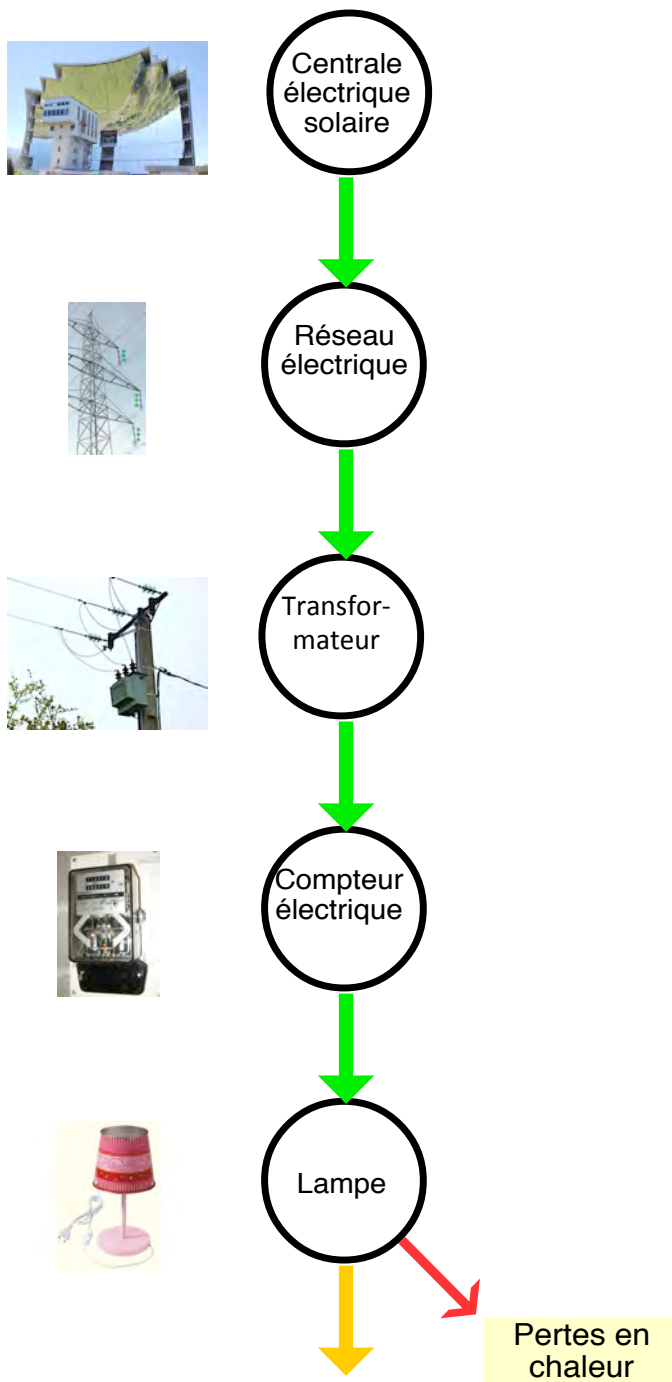 Centrale
électrique
solaire
Réseau
électrique
Transfor-
mateur
Compteur
électrique
Lampe
Pertes en
chaleur